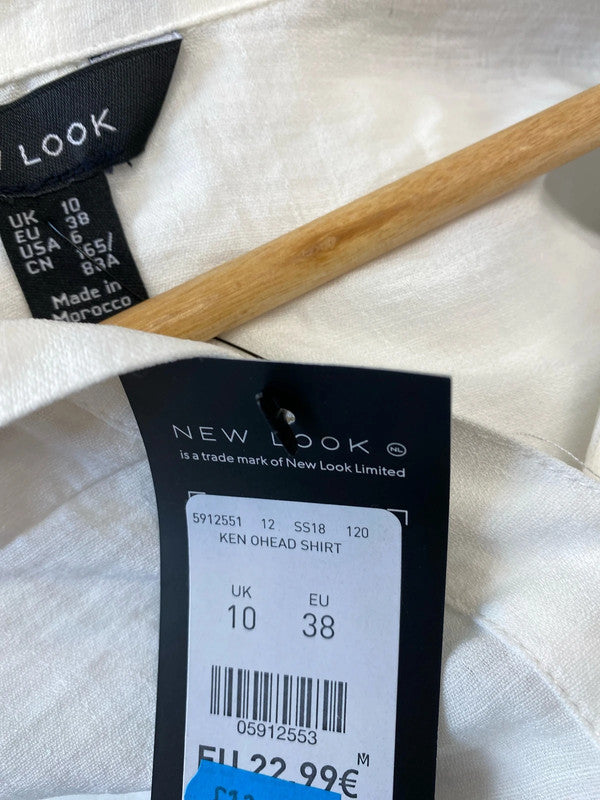 LOOK
UK 10
EU 38
USA 6
CN 165/
83A
Made in
Morocco
NEW LOOK NL
is a trade mark of New Look Limited
5912551 12 SS18 120
KEN OHEAD SHIRT
UK EU
10 38
05912553
EU 22.99€ M